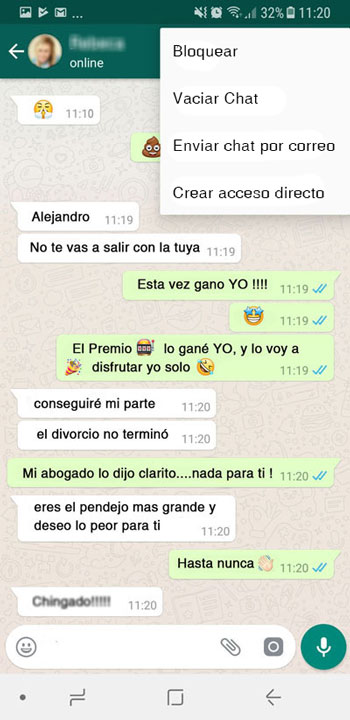 32% 11:20
online
Bloquear
Vaciar Chat
Enviar chat por correo
Crear acceso directo
11:10
Alejandro 11:19
No te vas a salir con la tuya 11:19
Esta vez gano YO !!!! 11:19
11:19
El Premio 🎰 lo gané YO, y lo voy a
🎉 disfrutar yo solo 🤣 11:19
conseguiré mi parte 11:20
el divorcio no terminó 11:20
Mi abogado lo dijo clarito....nada para ti ! 11:20
eres el pendejo mas grande y
deseo lo peor para ti 11:20
Hasta nunca 👋🏻 11:20
Chingado!!!!! 11:20